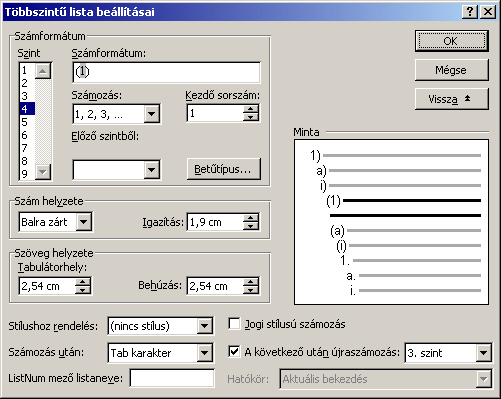 Többszintű lista beállításai
Számformátum
Szint
Számformátum:
OK
1
2
3
4
5
6
7
8
9
(1)
Mégse
Számozás:
Kezdő sorszám:
1, 2, 3, ...
1
Vissza
Előző szintből:
Betűtípus...
Minta
1)
a)
i)
(1)
(a)
(i)
1.
a.
i.
Szám helyzete
Balra zárt
Igazítás:
1,9 cm
Szöveg helyzete
Tabulátorhely:
2,54 cm
Behúzás:
2,54 cm
Stílushoz rendelés:
(nincs stílus)
Jogi stílusú számozás
Számozás után:
Tab karakter
A következő után újraszámozás:
3. szint
ListNum mező listaneve:
Hatókör:
Aktuális bekezdés